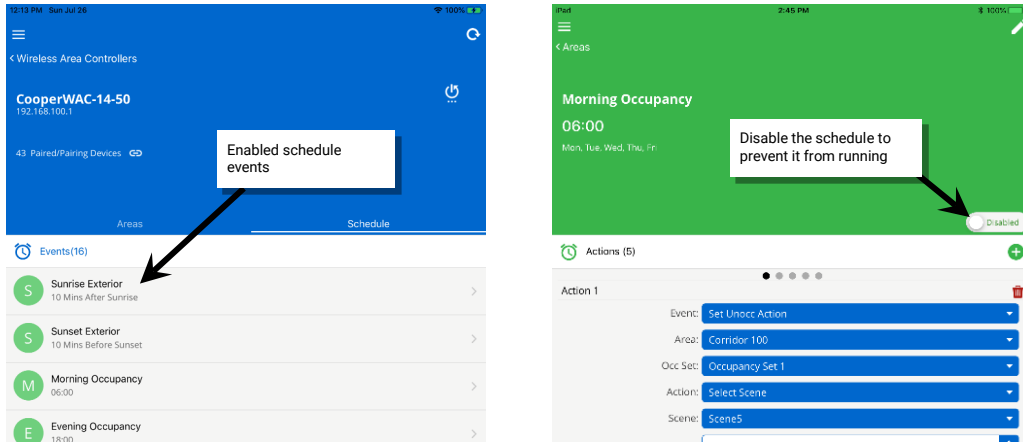 12:13 PM Sun Jul 26
100%
< Wireless Area Controllers
CooperWAC-14-50
192.168.100.1
43 Paired/Pairing Devices
Enabled schedule
events
Areas
Schedule
Events(16)
S
Sunrise Exterior
10 Mins After Sunrise
S
Sunset Exterior
10 Mins Before Sunset
M
Morning Occupancy
06:00
E
Evening Occupancy
18:00
iPad
2:45 PM
100%
< Areas
Morning Occupancy
06:00
Mon, Tue, Wed, Thu, Fri
Disable the schedule to
prevent it from running
Disabled
Actions (5)
Action 1
Event: Set Unocc Action
Area: Corridor 100
Occ Set: Occupancy Set 1
Action: Select Scene
Scene: Scene5